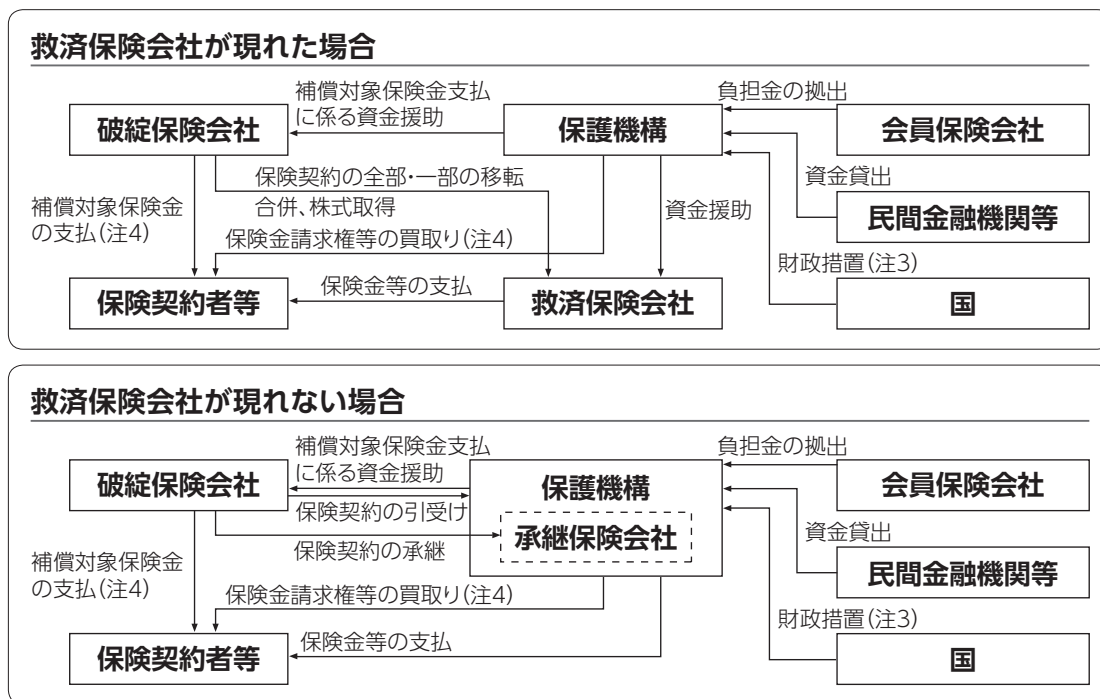 救済保険会社が現れた場合
補償対象保険金支払
に係る資金援助
負担金の拠出
破綻保険会社
保護機構
会員保険会社
保険契約の全部・一部の移転
合併、株式取得
資金貸出
補償対象保険金
の支払(注4)
資金援助
民間金融機関等
保険金請求権等の買取り(注4)
財政措置(注3)
保険契約者等
保険金等の支払
救済保険会社
国
救済保険会社が現れない場合
補償対象保険金支払
に係る資金援助
負担金の拠出
破綻保険会社
保護機構
会員保険会社
保険契約の引受け
承継保険会社
保険契約の承継
資金貸出
補償対象保険金
の支払(注4)
民間金融機関等
保険金請求権等の買取り(注4)
財政措置(注3)
保険契約者等
保険金等の支払
国